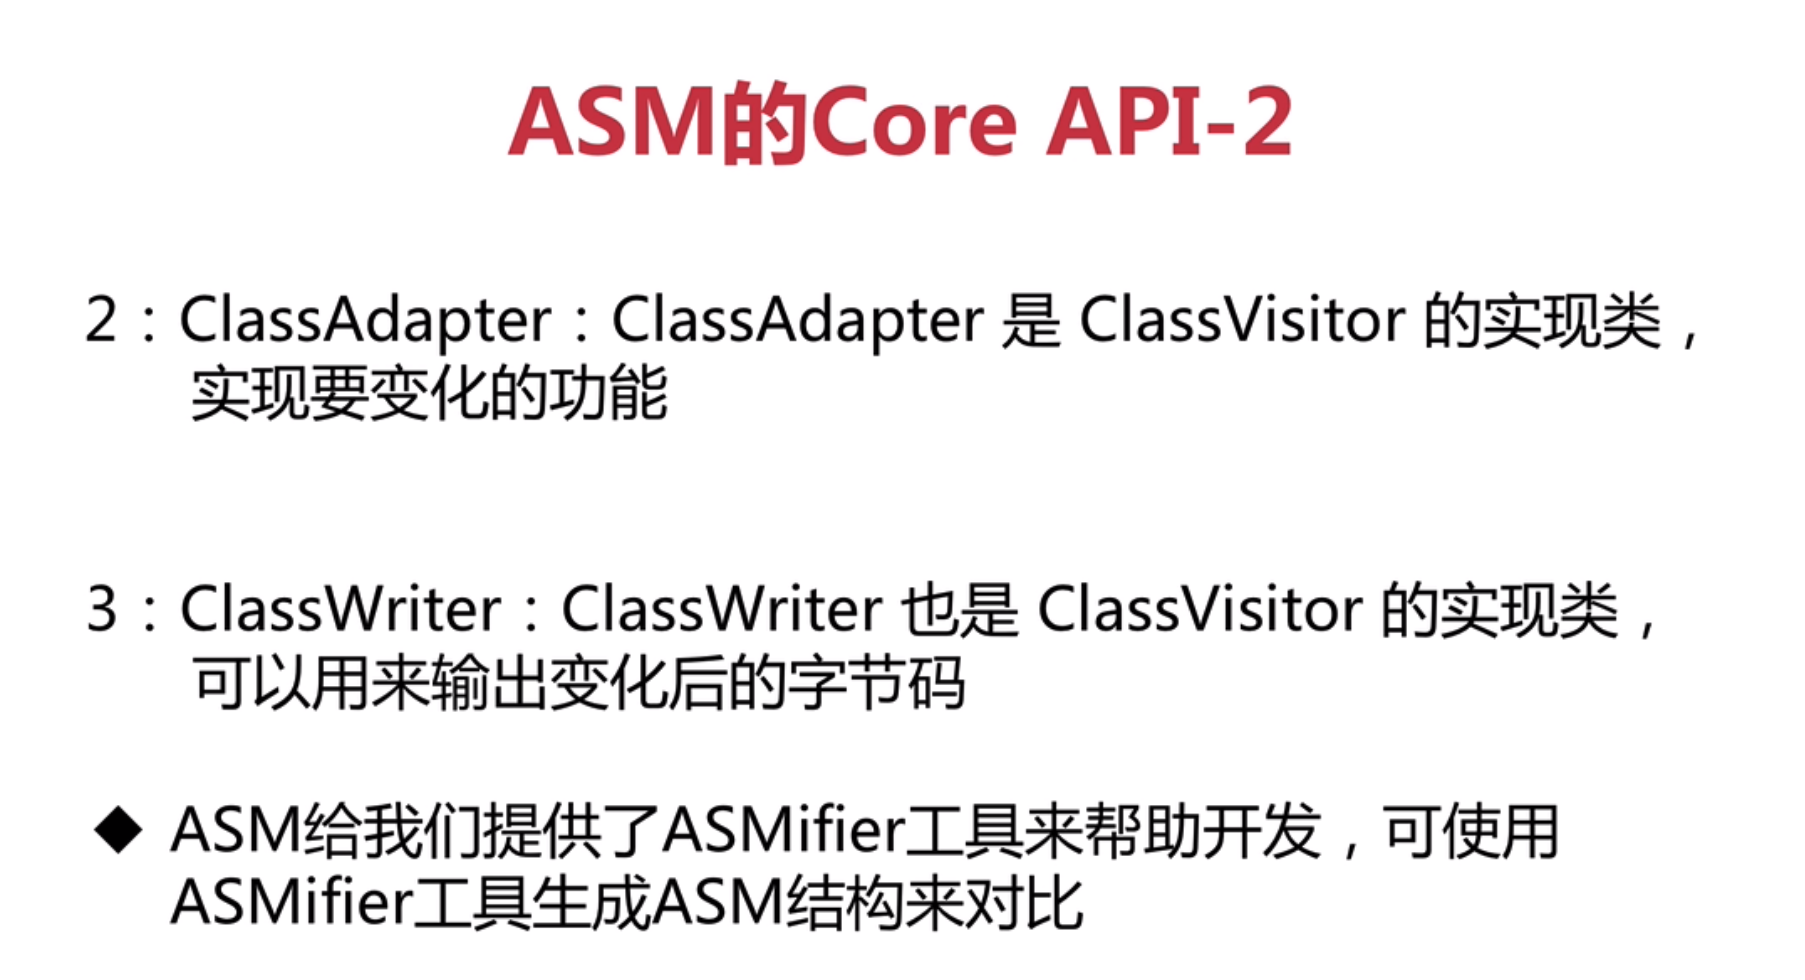 ASM的Core API-2
2：ClassAdapter：ClassAdapter 是 ClassVisitor 的实现类，
实现要变化的功能
3：ClassWriter：ClassWriter 也是 ClassVisitor 的实现类，
可以用来输出变化后的字节码
◆ ASM给我们提供了ASMifier工具来帮助开发，可使用
ASMifier工具生成ASM结构来对比